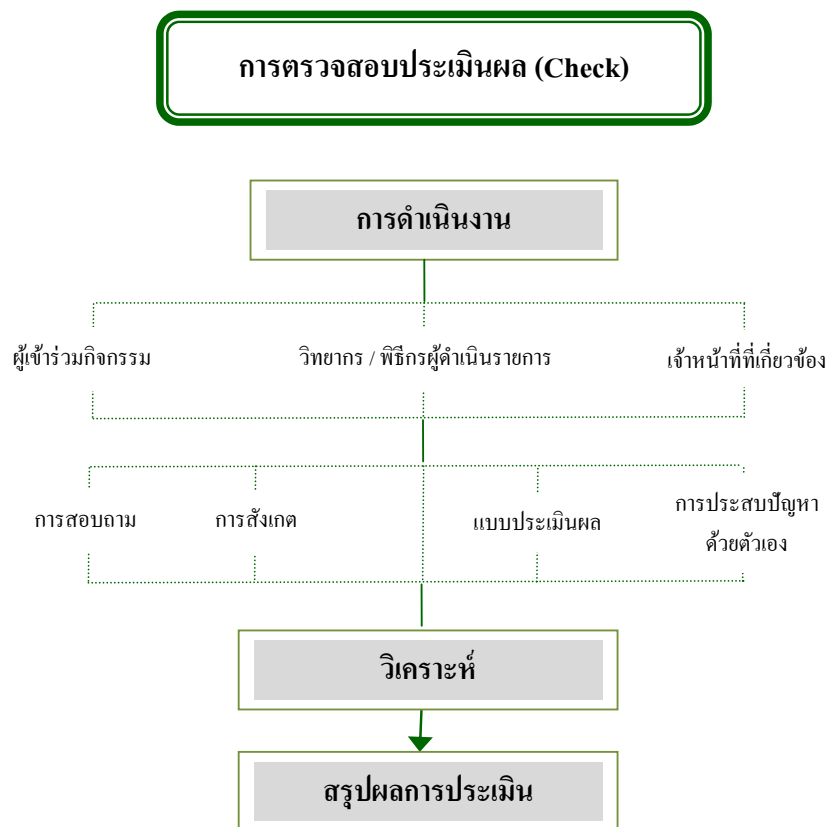 การตรวจสอบประเมินผล (Check)
การดำเนินงาน
ผู้เข้าร่วมกิจกรรม
วิทยากร / พิธีกรผู้ดำเนินรายการ
เจ้าหน้าที่ที่เกี่ยวข้อง
การสอบถาม
การสังเกต
แบบประเมินผล
การประสบปัญหา
ด้วยตัวเอง
วิเคราะห์
สรุปผลการประเมิน